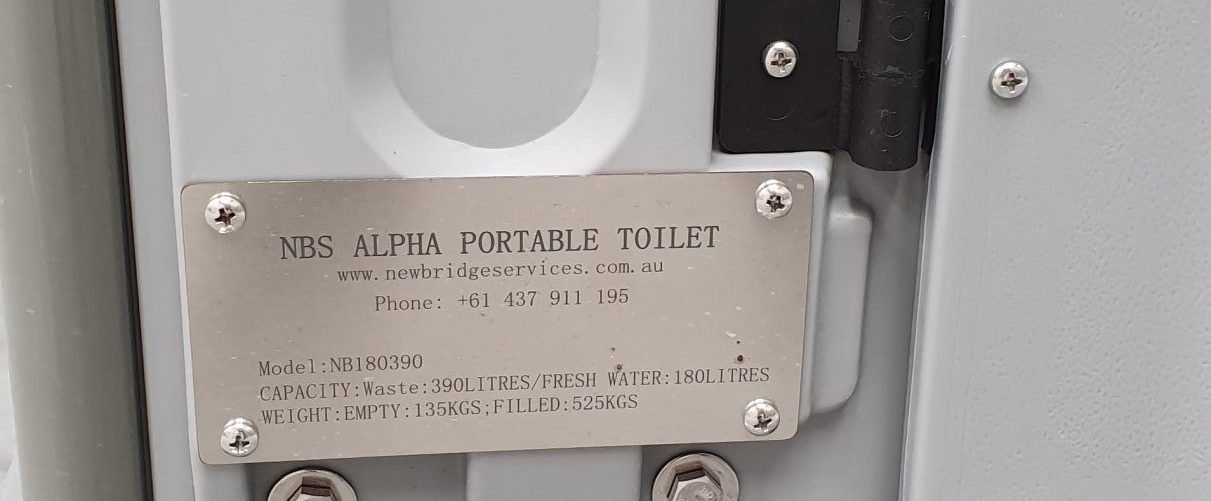 NBS ALPHA PORTABLE TOILET
www.newbridgeservices.com.au
Phone: +61 437 911 195
Model:NB180390
CAPACITY:Waste:390LITRES/FRESH WATER:180LITRES
WEIGHT:EMPTY:135KGS;FILLED:525KGS